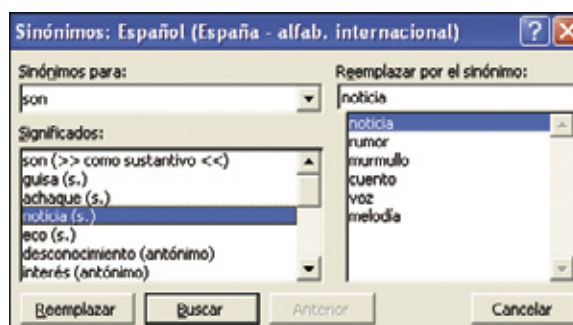 Sinónimos: Español (España - alfab. internacional)
Sinónimos para:
son
Significados:
son (>> como sustantivo <<)
guisa (s.)
achaque (s.)
noticia (s.)
eco (s.)
desconocimiento (antónimo)
interés (antónimo)
Reemplazar por el sinónimo:
noticia
noticia
rumor
murmullo
cuento
voz
melodía
Reemplazar
Buscar
Anterior
Cancelar